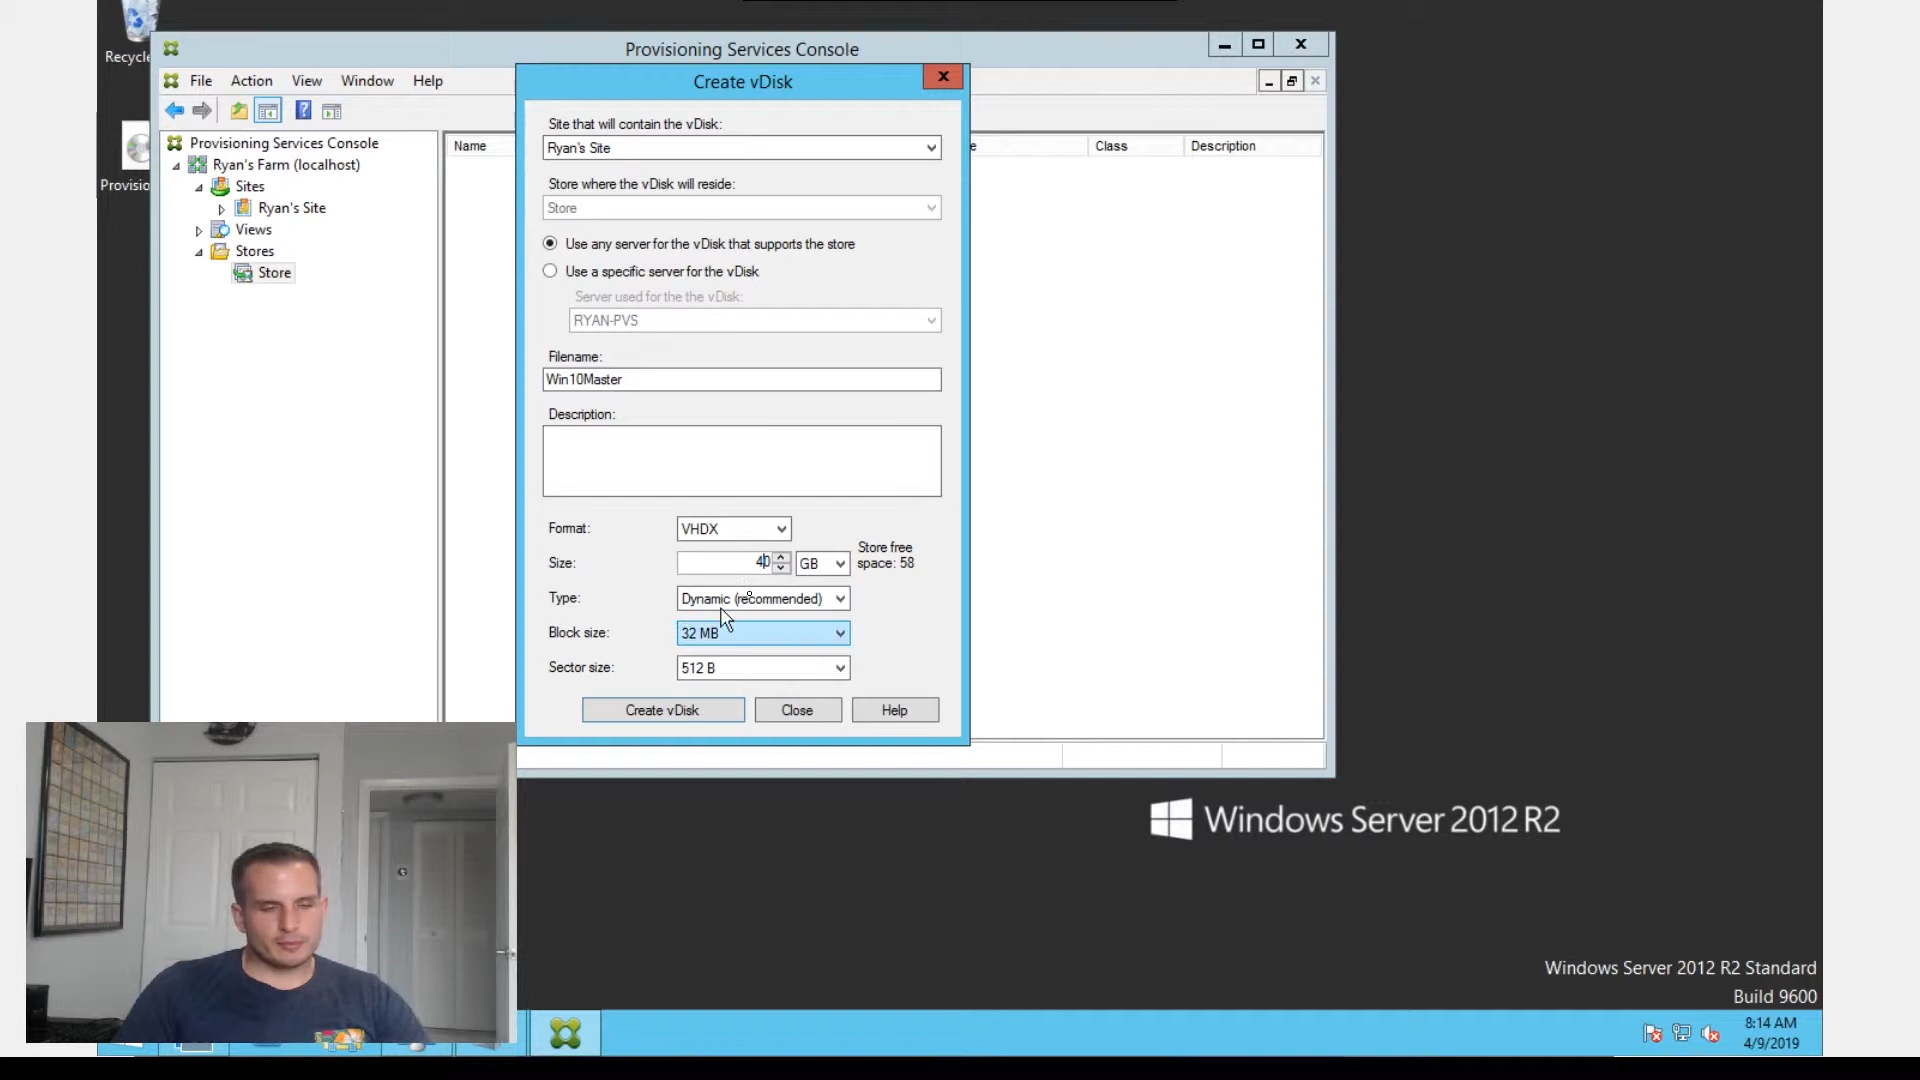 Recycle
Provisioning Services Console
File Action View Window Help
Create vDisk
Provisioning Services Console
Ryan's Farm (localhost)
Sites
Ryan's Site
Views
Stores
Store
Name
Class
Description
Provisio
Site that will contain the vDisk:
Ryan's Site
Store where the vDisk will reside:
Store
Use any server for the vDisk that supports the store
Use a specific server for the vDisk
Server used for the the vDisk:
RYAN-PVS
Filename:
Win10Master
Description:
Format:
VHDX
Size:
40
GB
Store free
space: 58
Type:
Dynamic (recommended)
Block size:
32 MB
Sector size:
512 B
Create vDisk
Close
Help
Windows Server 2012 R2
Windows Server 2012 R2 Standard
Build 9600
8:14 AM
4/9/2019